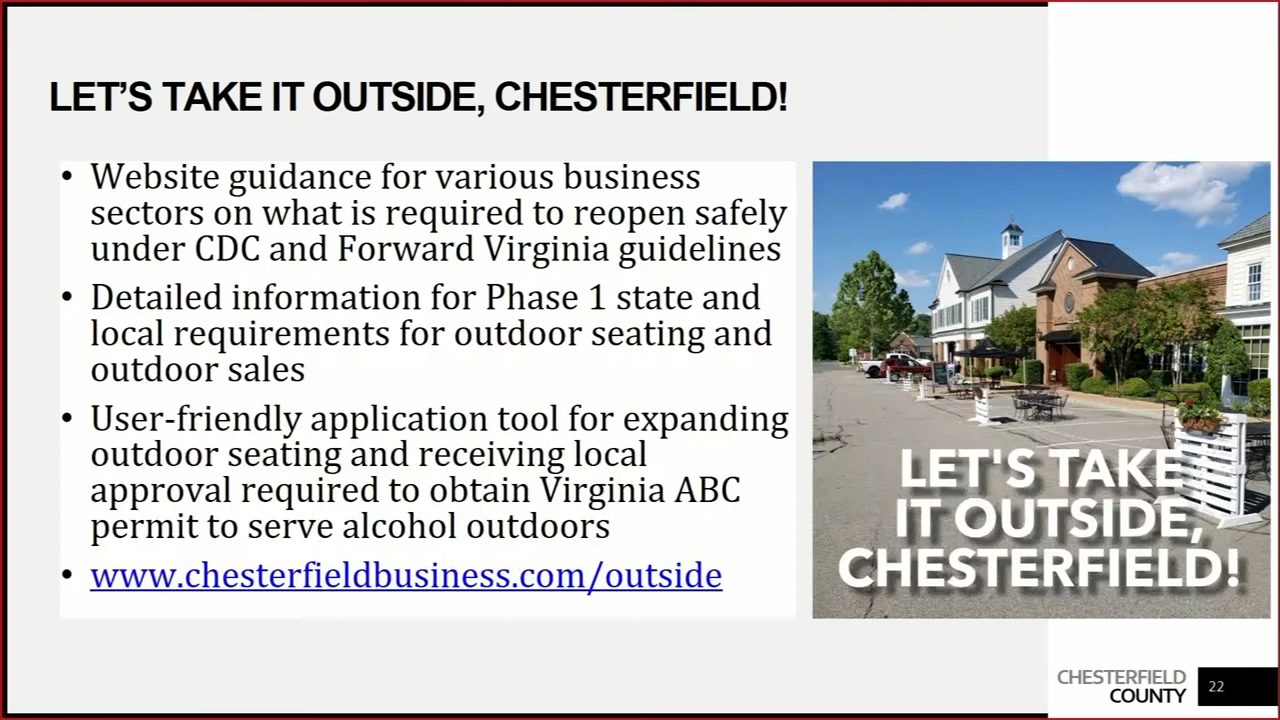 LET'S TAKE IT OUTSIDE, CHESTERFIELD!
• Website guidance for various business
sectors on what is required to reopen safely
under CDC and Forward Virginia guidelines
• Detailed information for Phase 1 state and
local requirements for outdoor seating and
outdoor sales
• User-friendly application tool for expanding
outdoor seating and receiving local
approval required to obtain Virginia ABC
permit to serve alcohol outdoors
• www.chesterfieldbusiness.com/outside
LET'S TAKE
IT OUTSIDE,
CHESTERFIELD!
CHESTERFIELD
COUNTY
22